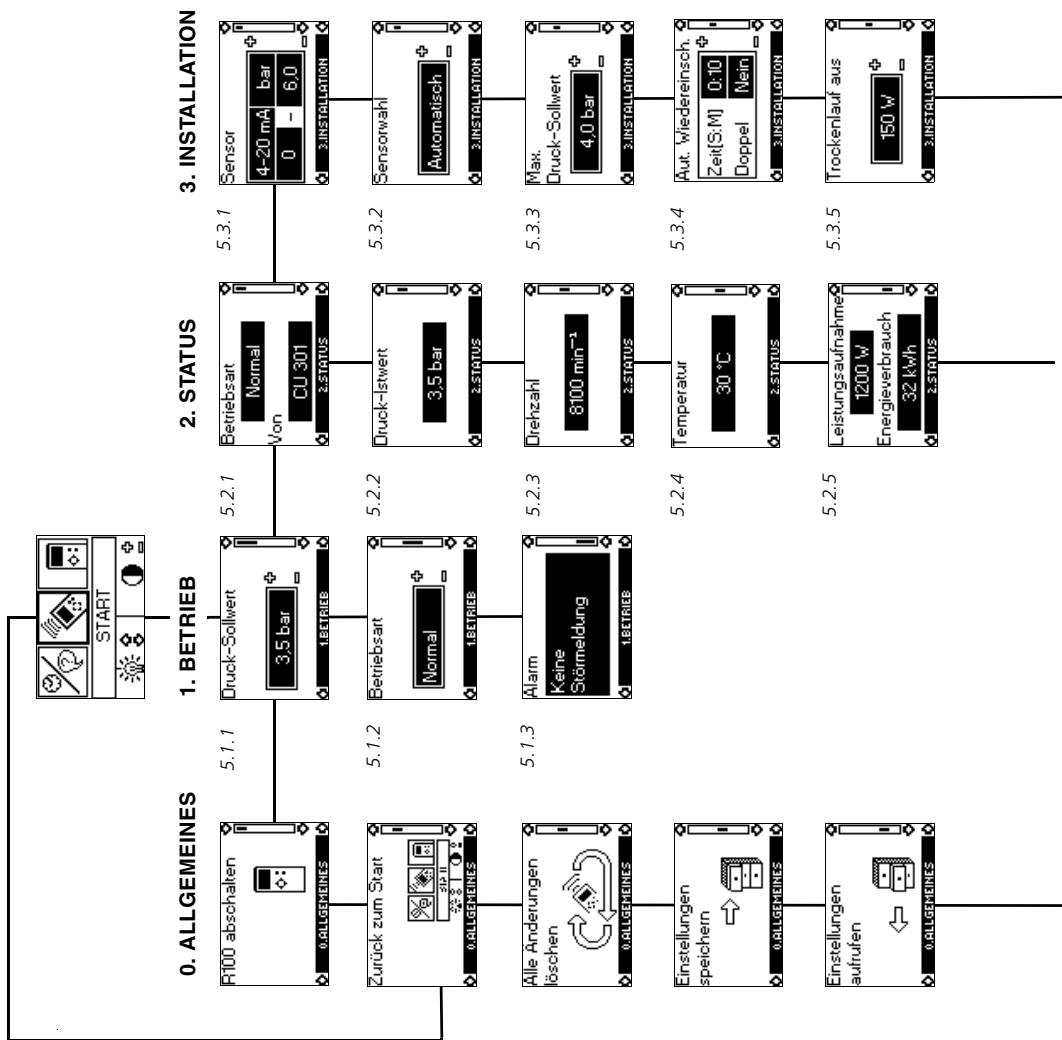 START
0. ALLGEMEINES
R100 abschalten
0.ALLGEMEINES
Zurück zum Start
START
0.ALLGEMEINES
Alle Änderungen
löschen
0.ALLGEMEINES
Einstellungen
speichern
0.ALLGEMEINES
Einstellungen
aufrufen
0.ALLGEMEINES
1. BETRIEB
5.1.1
Druck-Sollwert
3,5 bar
1.BETRIEB
5.1.2
Betriebsart
Normal
1.BETRIEB
5.1.3
Alarm
Keine
Störmeldung
1.BETRIEB
2. STATUS
5.2.1
Betriebsart
Normal
Von
CU 301
2.STATUS
5.2.2
Druck-Istwert
3,5 bar
2.STATUS
5.2.3
Drehzahl
8100 min⁻¹
2.STATUS
5.2.4
Temperatur
30 °C
2.STATUS
5.2.5
Leistungsaufnahme
1200 W
Energieverbrauch
32 kWh
2.STATUS
3. INSTALLATION
5.3.1
Sensor
4-20 mA bar
0 - 6,0
3.INSTALLATION
5.3.2
Sensorwahl
Automatisch
3.INSTALLATION
5.3.3
Max.
Druck-Sollwert
4,0 bar
3.INSTALLATION
5.3.4
Aut. Wiedereinsch.
Zeit[S:M] 0:10
Doppel Nein
3.INSTALLATION
5.3.5
Trockenlauf aus
150 W
3.INSTALLATION